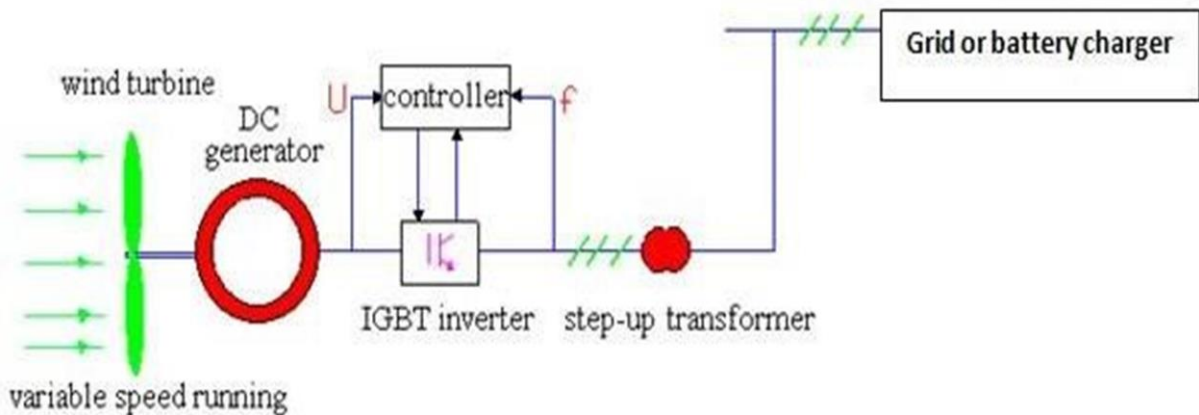 Grid or battery charger
wind turbine
U
controller
f
DC
generator
IGBT inverter
step-up transformer
variable speed running